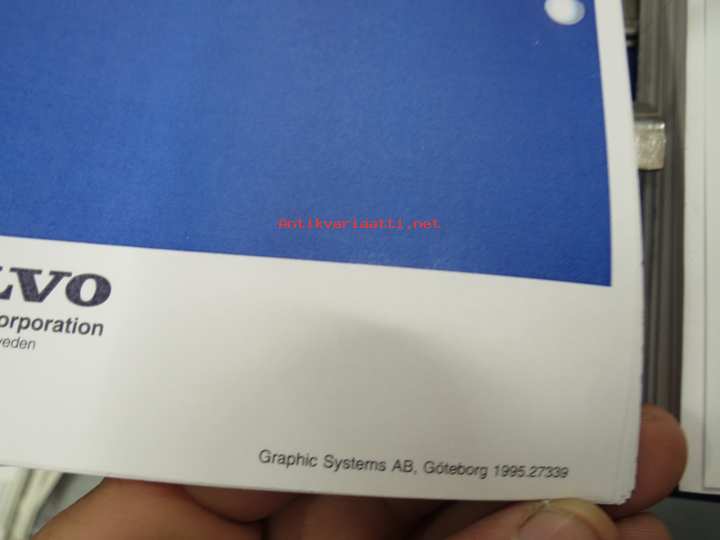 Antikvariaatti.net
LVO
orporation
veden
Graphic Systems AB, Göteborg 1995.27339